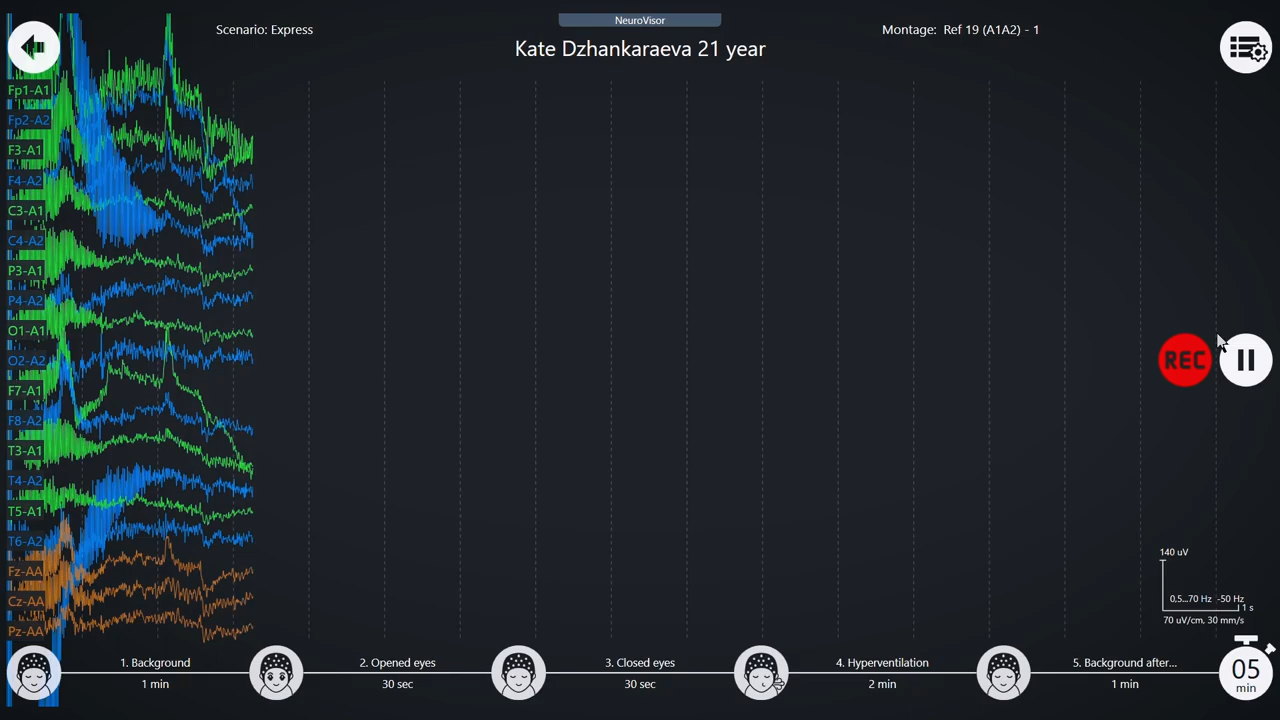 NeuroVisor
Scenario: Express
Kate Dzhankaraeva 21 year
Montage: Ref 19 (A1A2) - 1
Fp1-A1
Fp2-A2
F3-A1
F4-A2
C3-A1
C4-A2
P3-A1
P4-A2
O1-A1
O2-A2
F7-A1
F8-A2
T3-A1
T4-A2
T5-A1
T6-A2
Fz-AA
Cz-AA
Pz-AA
REC
140 uV
0,5...70 Hz -50 Hz
1 s
70 uV/cm, 30 mm/s
1. Background
1 min
2. Opened eyes
30 sec
3. Closed eyes
30 sec
4. Hyperventilation
2 min
5. Background after...
1 min
05
min